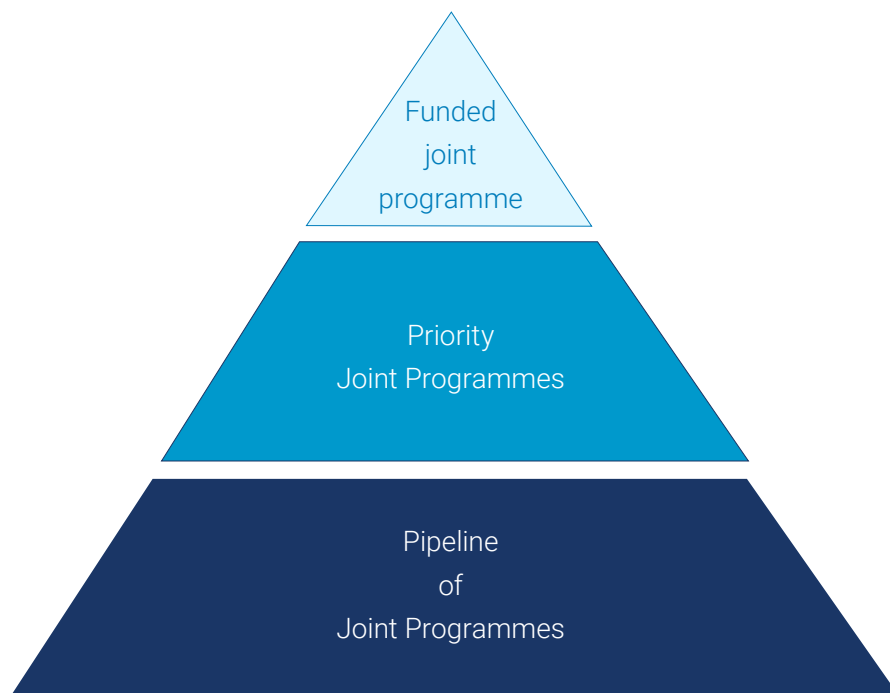 Funded
joint
programme
Priority
Joint Programmes
Pipeline
of
Joint Programmes